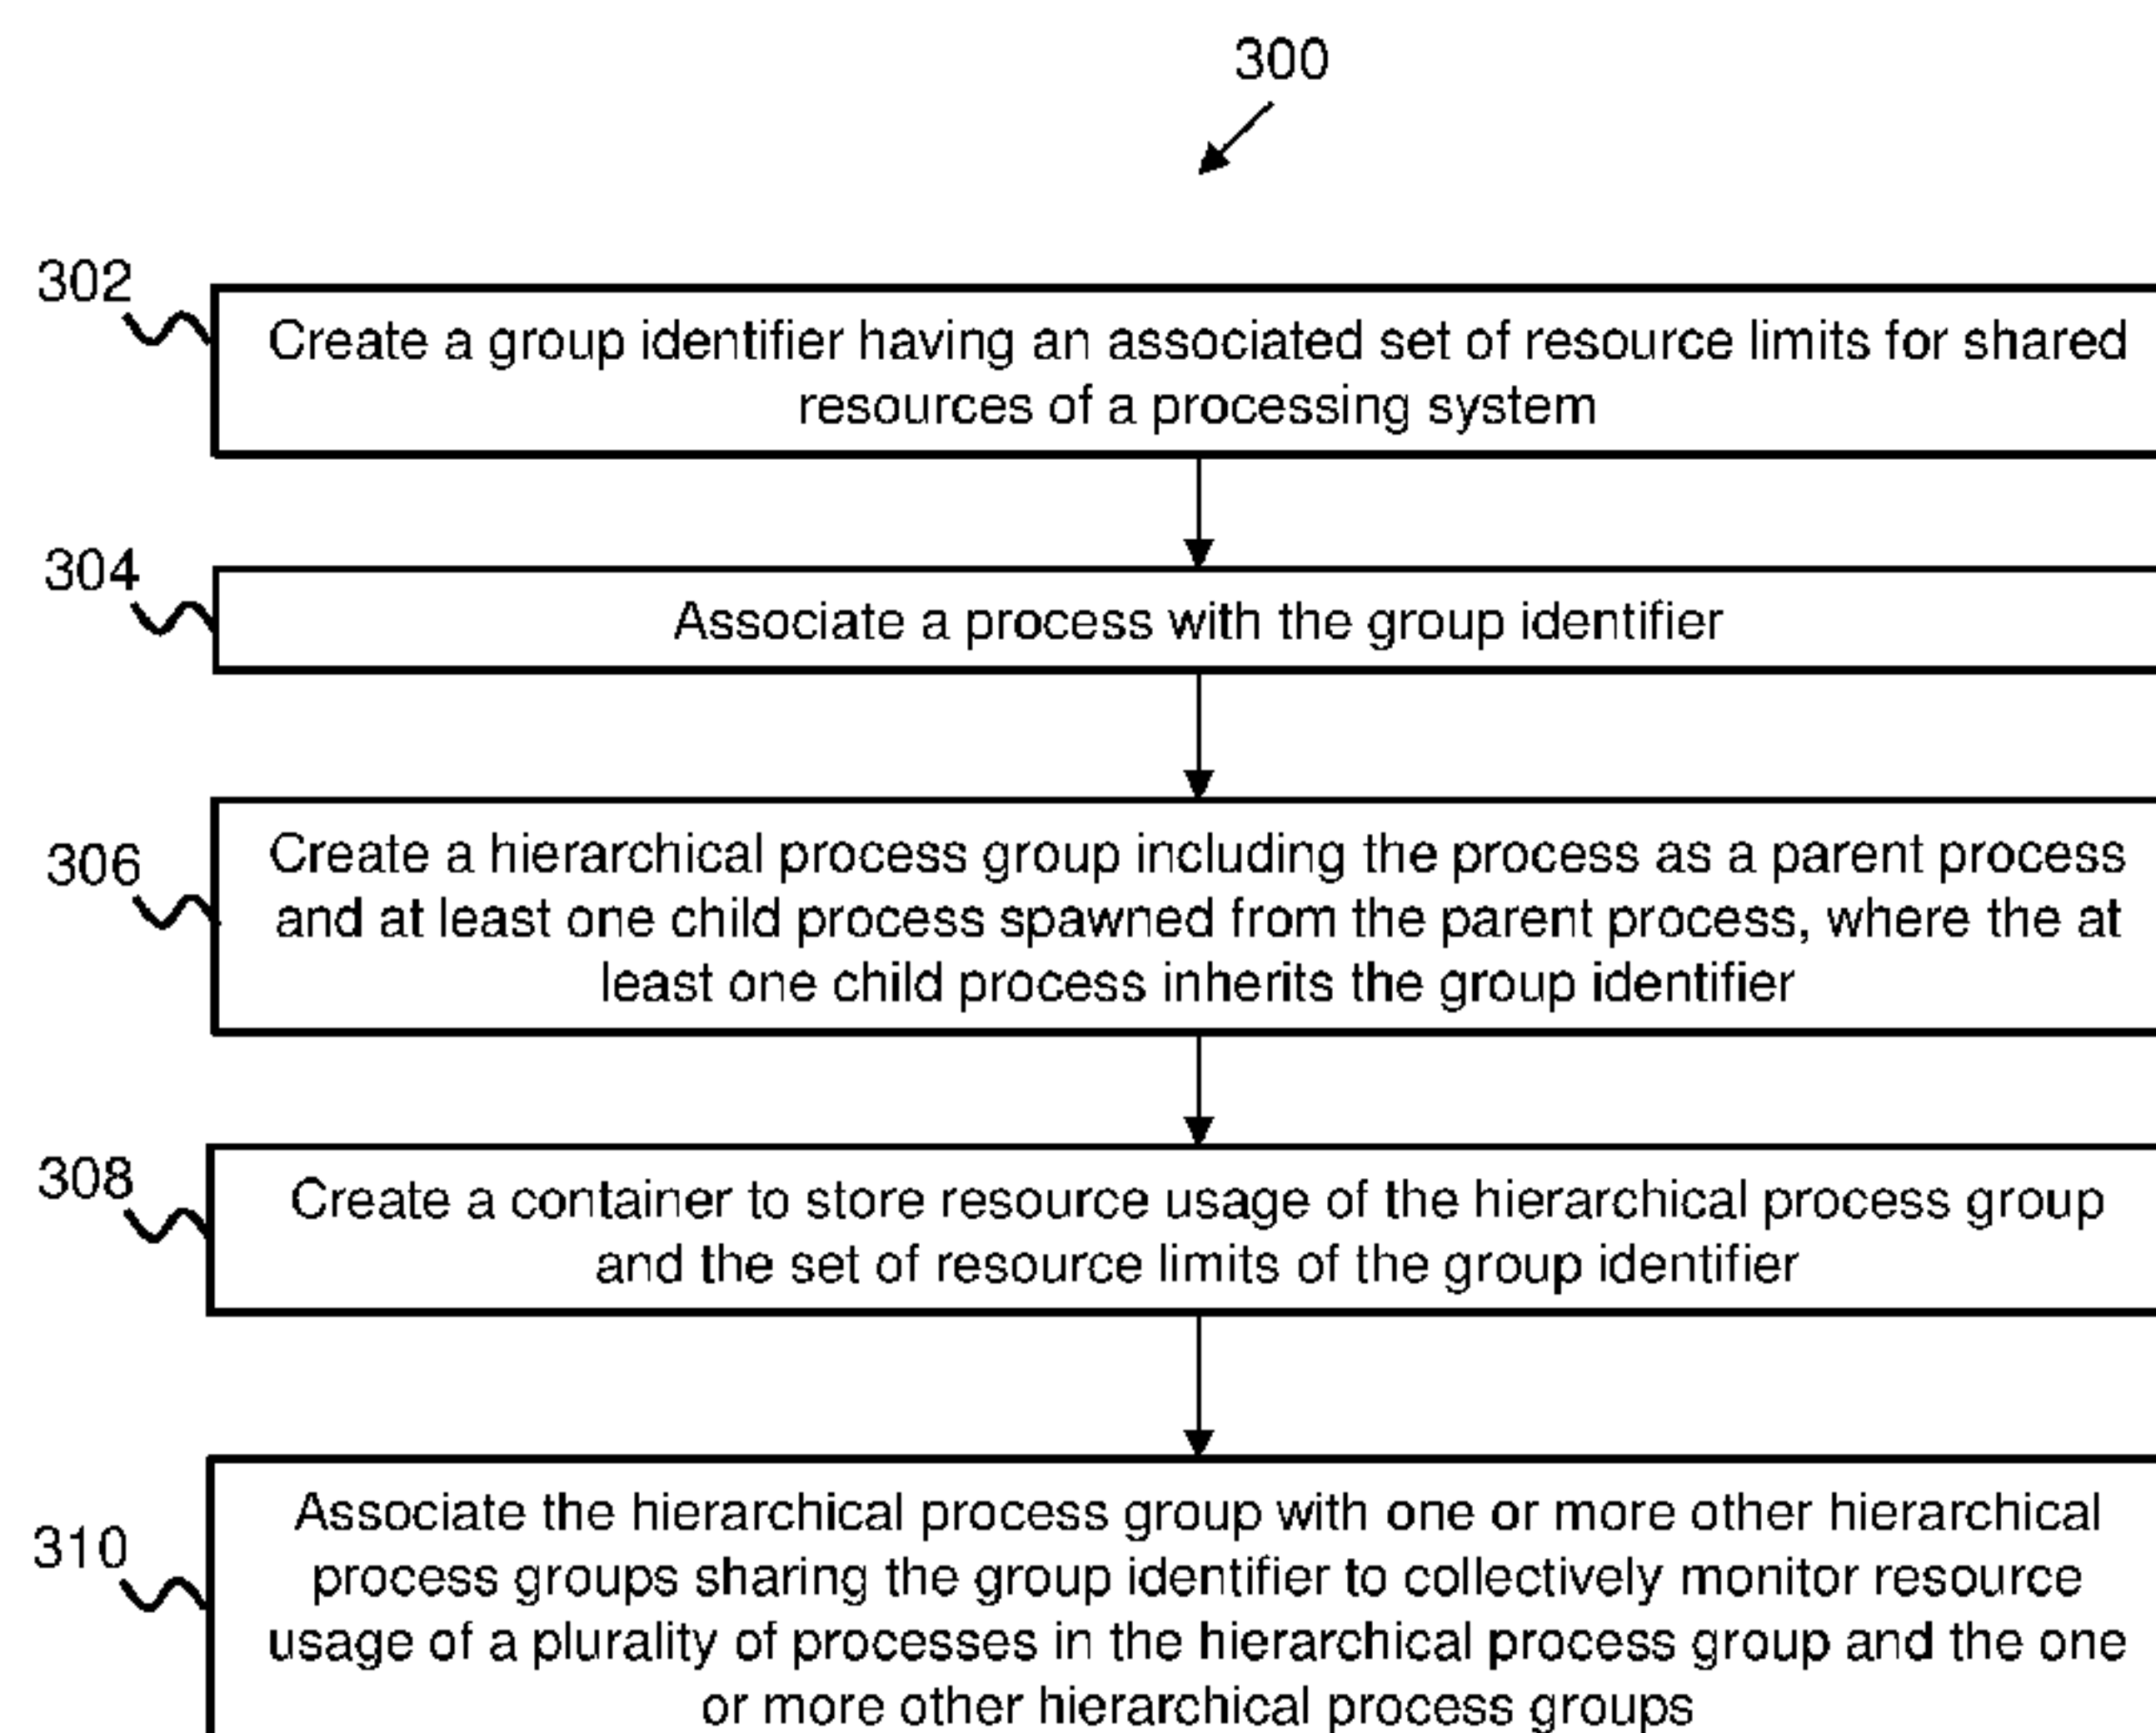 300
302
Create a group identifier having an associated set of resource limits for shared
resources of a processing system
304
Associate a process with the group identifier
306
Create a hierarchical process group including the process as a parent process
and at least one child process spawned from the parent process, where the at
least one child process inherits the group identifier
308
Create a container to store resource usage of the hierarchical process group
and the set of resource limits of the group identifier
310
Associate the hierarchical process group with one or more other hierarchical
process groups sharing the group identifier to collectively monitor resource
usage of a plurality of processes in the hierarchical process group and the one
or more other hierarchical process groups